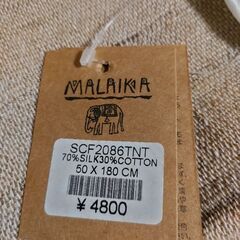 MALAIKA
SCF2086TNT
70%SILK30%COTTON
50 X 180 CM
¥ 4800